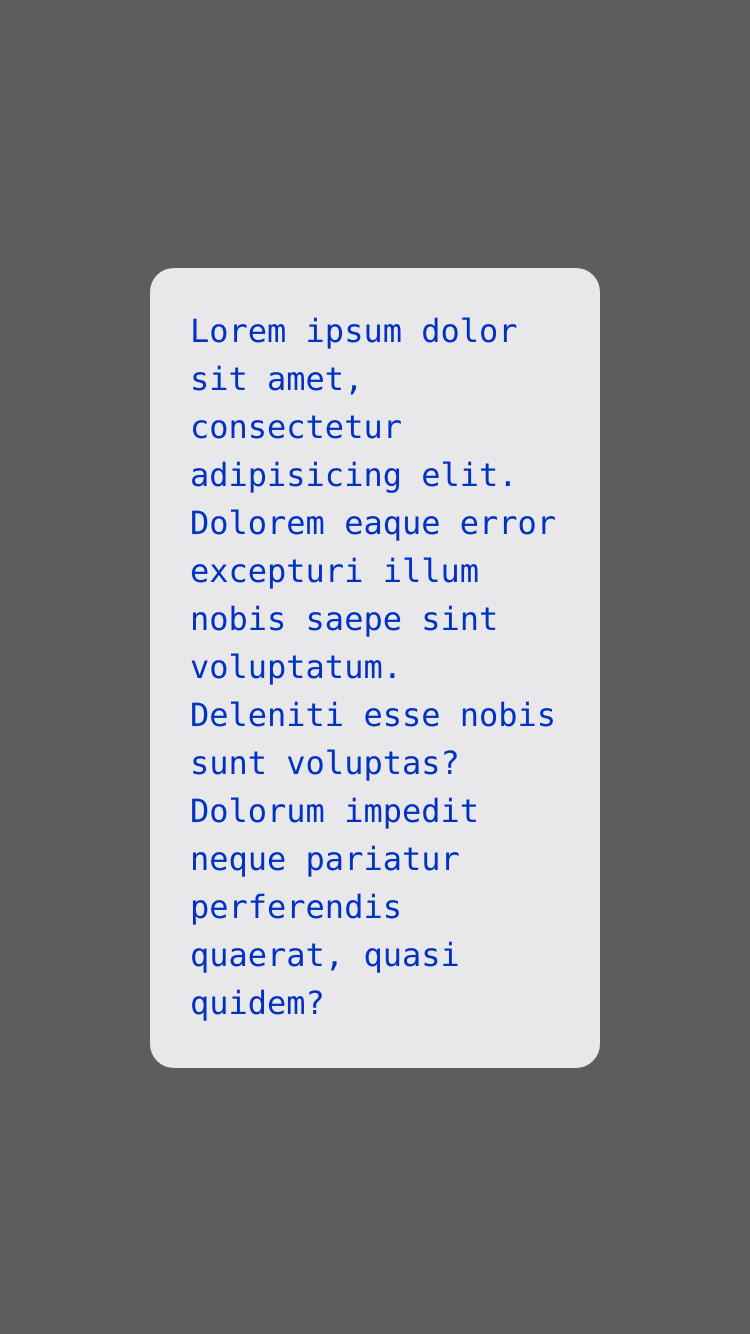 Lorem ipsum dolor
sit amet,
consectetur
adipisicing elit.
Dolorem eaque error
excepturi illum
nobis saepe sint
voluptatum.
Deleniti esse nobis
sunt voluptas?
Dolorum impedit
neque pariatur
perferendis
quaerat, quasi
quidem?